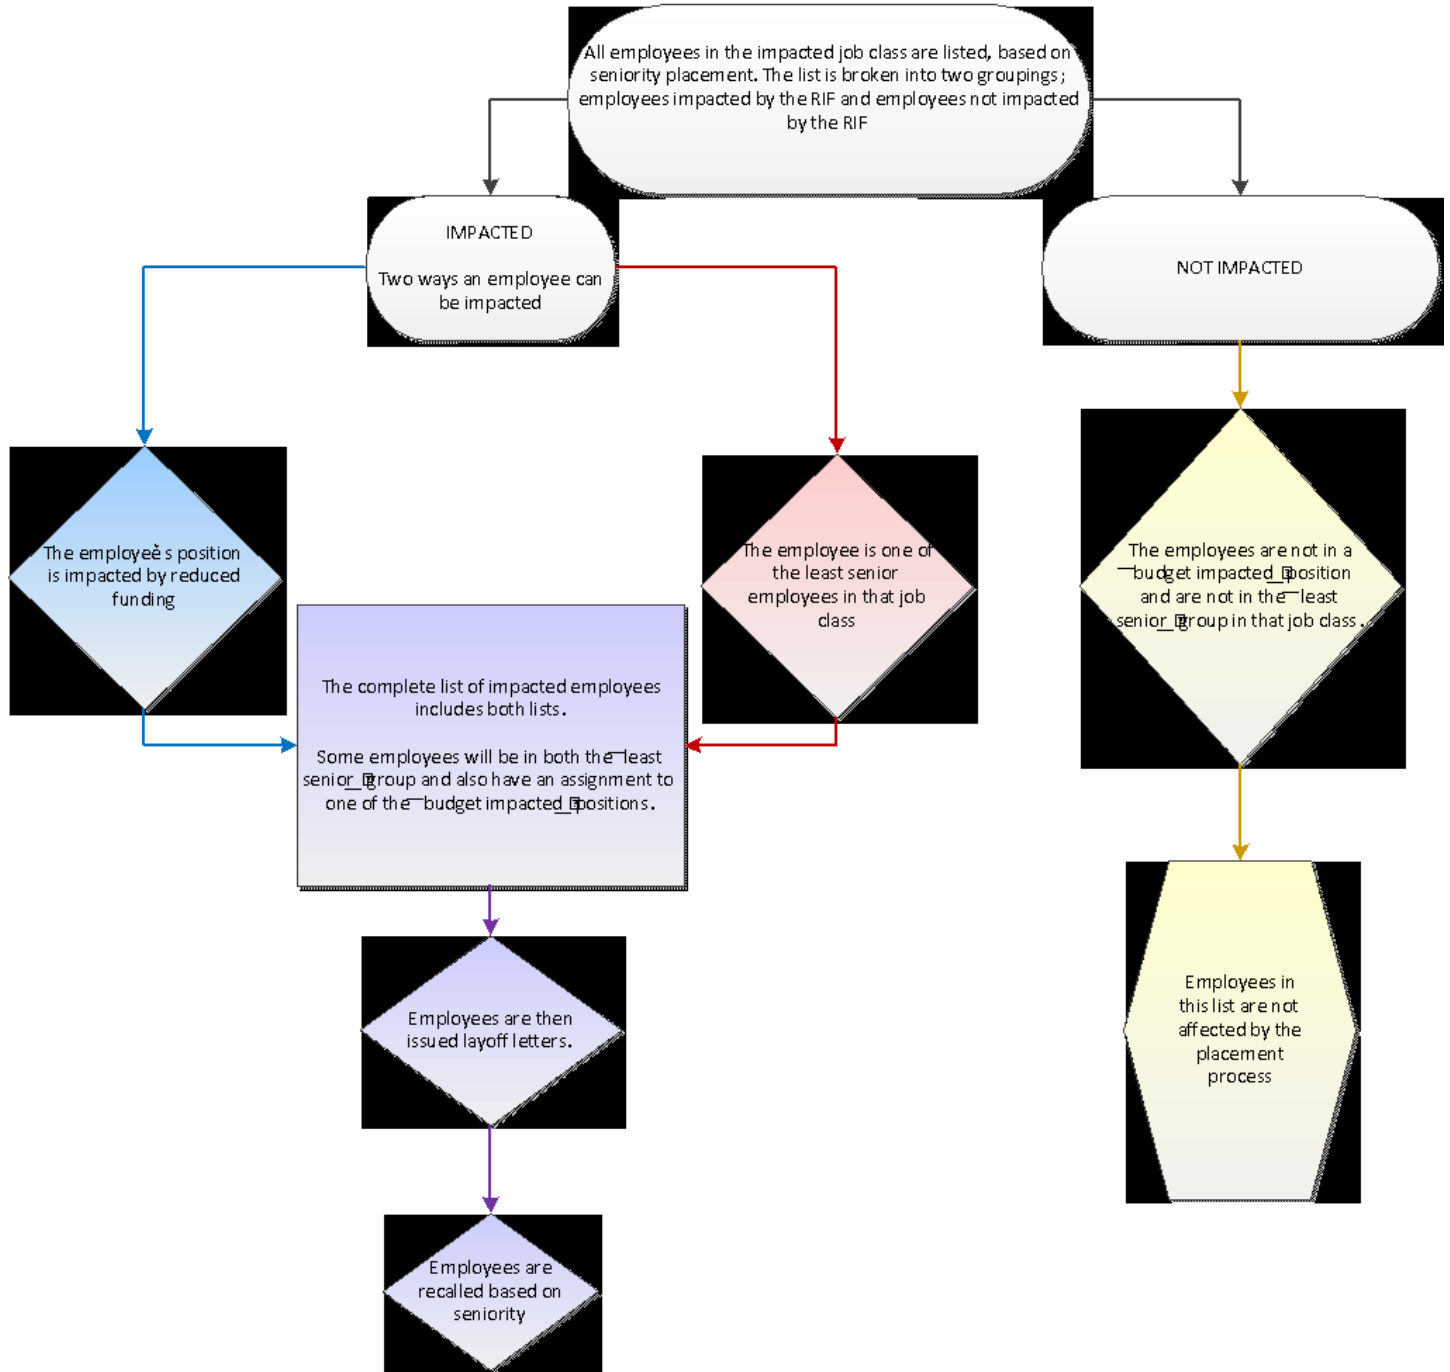 All employees in the impacted job class are listed, based on
seniority placement. The list is broken into two groupings;
employees impacted by the RIF and employees not impacted
by the RIF
IMPACTED
Two ways an employee can
be impacted
NOT IMPACTED
The employee`s position
is impacted by reduced
funding
The employee is one of
the least senior
employees in that job
class
The employees are not in a
budget impacted position
and are not in the least
senior group in that job class.
The complete list of impacted employees
includes both lists.
Some employees will be in both the least
senior group and also have an assignment to
one of the budget impacted positions.
Employees are then
issued layoff letters.
Employees in
this list are not
affected by the
placement
process
Employees are
recalled based on
seniority